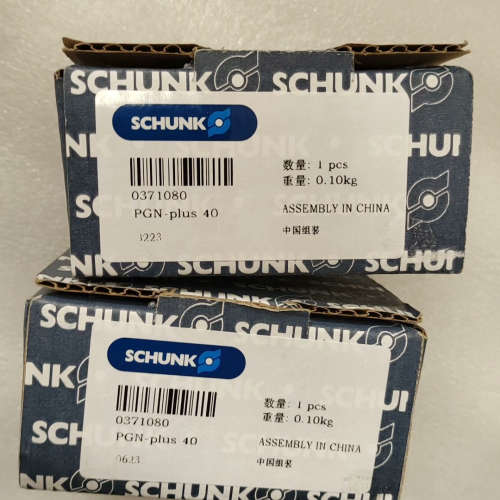 SCHUNK
SCHUNK
SCHUNK
0371080
PGN-plus 40
3223
数量: 1 pcs
重量: 0.10kg
ASSEMBLY IN CHINA
中国组装
SCHUNK
SCHUNK
SCHUNK
0371080
PGN-plus 40
0623
数量: 1 pcs
重量: 0.10kg
ASSEMBLY IN CHINA
中国组装